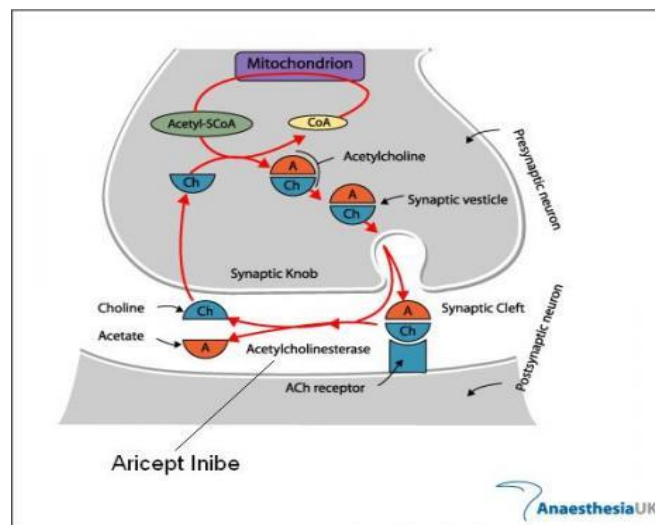 Mitochondrion
Acetyl-SCoA
CoA
Acetylcholine
A
Ch
Ch
A
Ch
Synaptic vesicle
Presynaptic neuron
Synaptic Knob
Choline
Ch
A
Ch
Synaptic Cleft
Acetate
A
Acetylcholinesterase
ACh receptor
Postsynaptic neuron
Aricept Inibe
AnaesthesiaUK